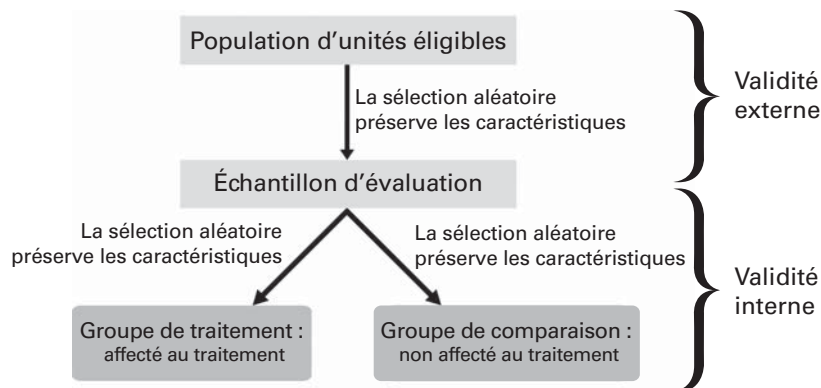 Population d’unités éligibles
La sélection aléatoire
préserve les caractéristiques
Validité
externe
Échantillon d’évaluation
La sélection aléatoire
préserve les caractéristiques
La sélection aléatoire
préserve les caractéristiques
Validité
interne
Groupe de traitement :
affecté au traitement
Groupe de comparaison :
non affecté au traitement